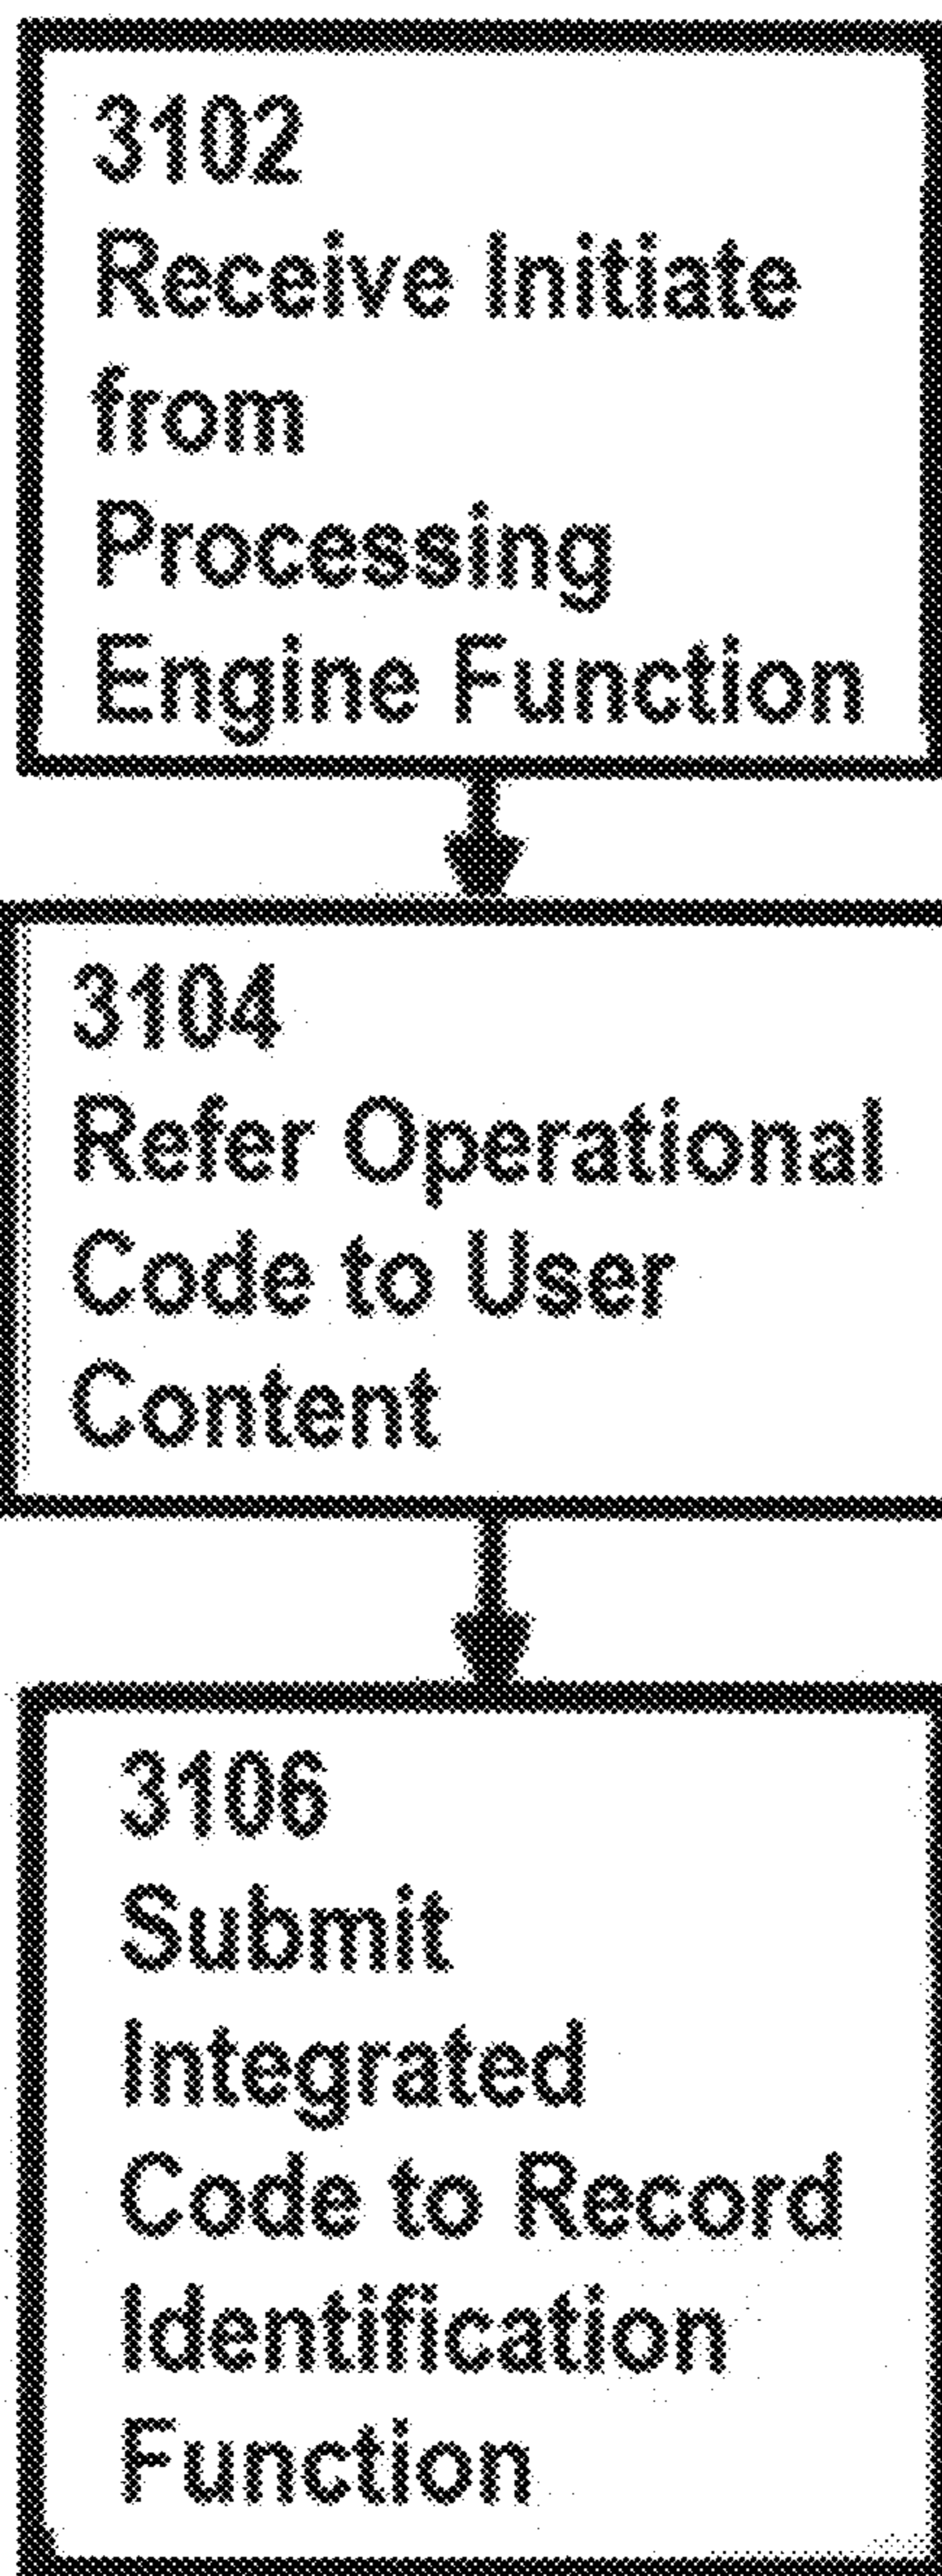 3102
Receive Initiate
from
Processing
Engine Function
3104
Refer Operational
Code to User
Content
3106
Submit
Integrated
Code to Record
Identification
Function